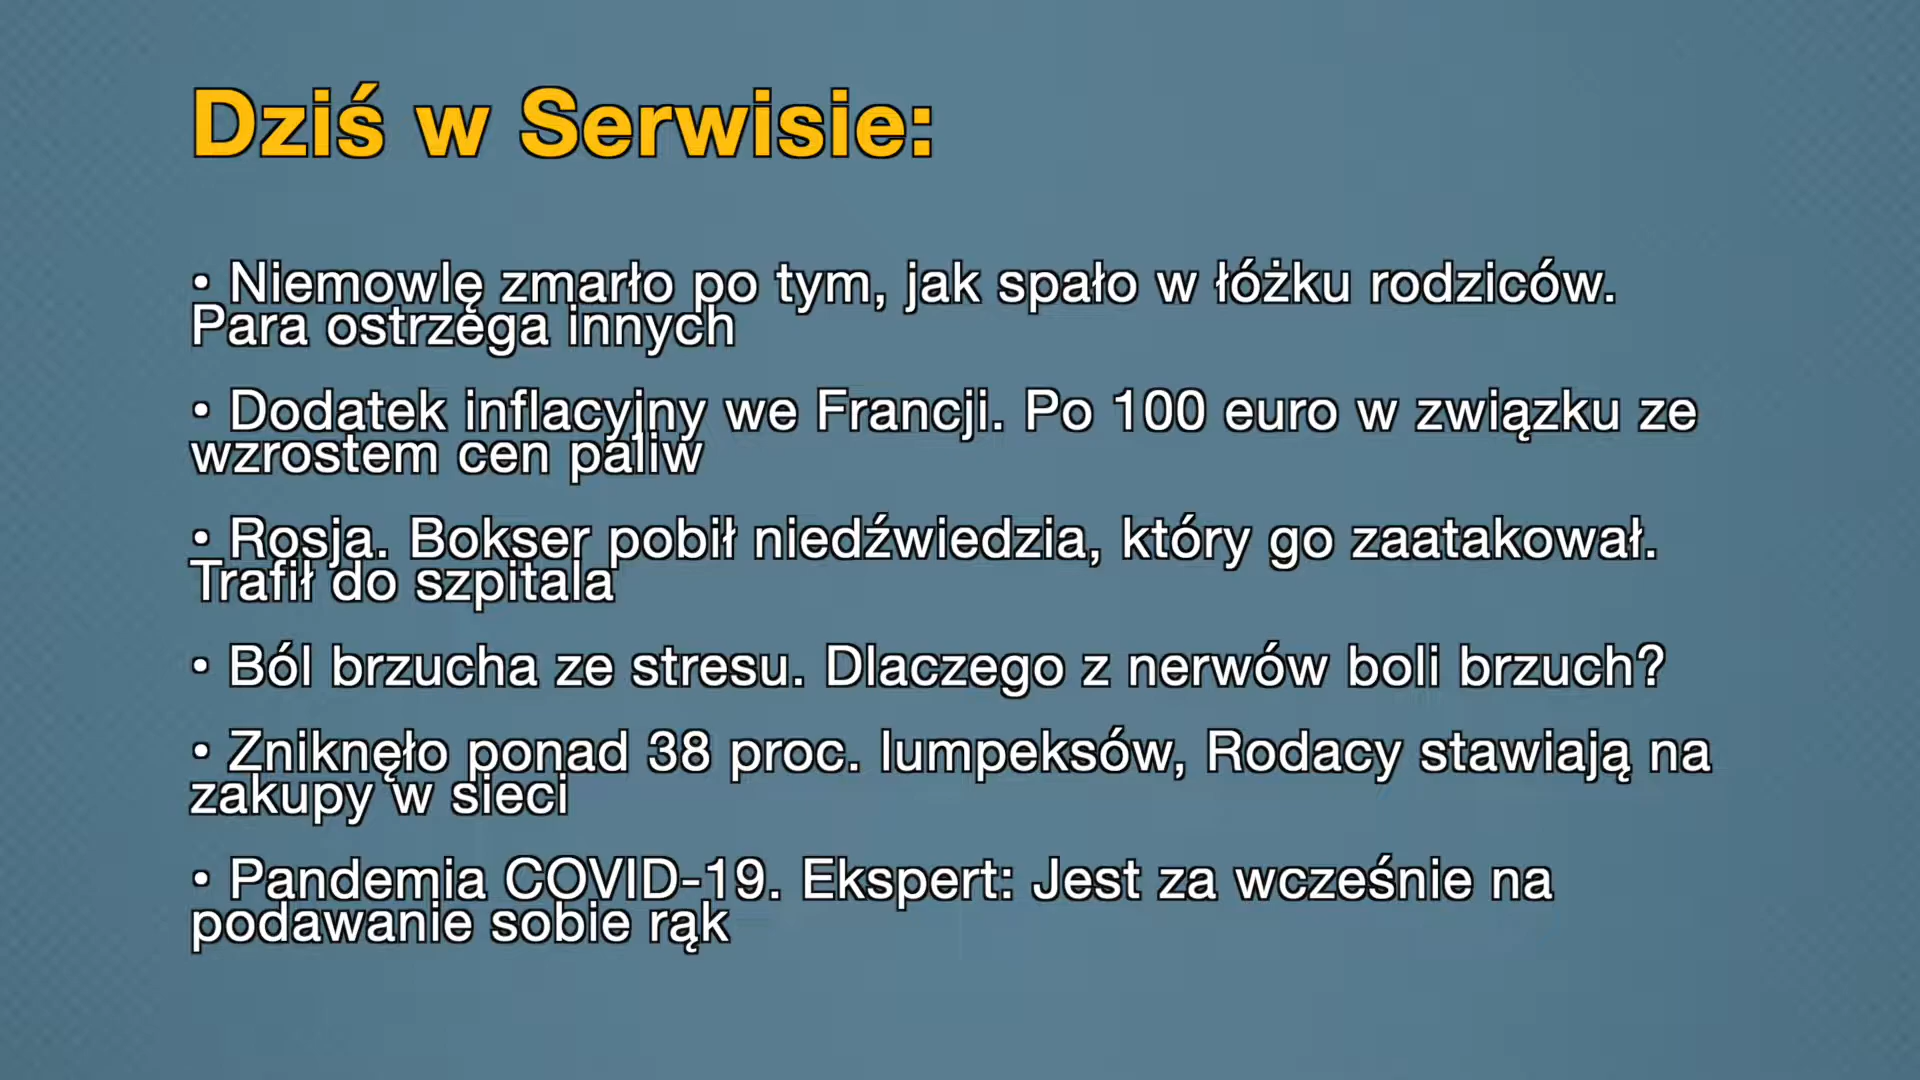 Dziś w Serwisie:
• Niemowlę zmarło po tym, jak spało w łóżku rodziców.
Para ostrzega innych
• Dodatek inflacyjny we Francji. Po 100 euro w związku ze
wzrostem cen paliw
• Rosja. Bokser pobił niedźwiedzia, który go zaatakował.
Trafił do szpitala
• Ból brzucha ze stresu. Dlaczego z nerwów boli brzuch?
• Zniknęło ponad 38 proc. lumpeksów, Rodacy stawiają na
zakupy w sieci
• Pandemia COVID-19. Ekspert: Jest za wcześnie na
podawanie sobie rąk